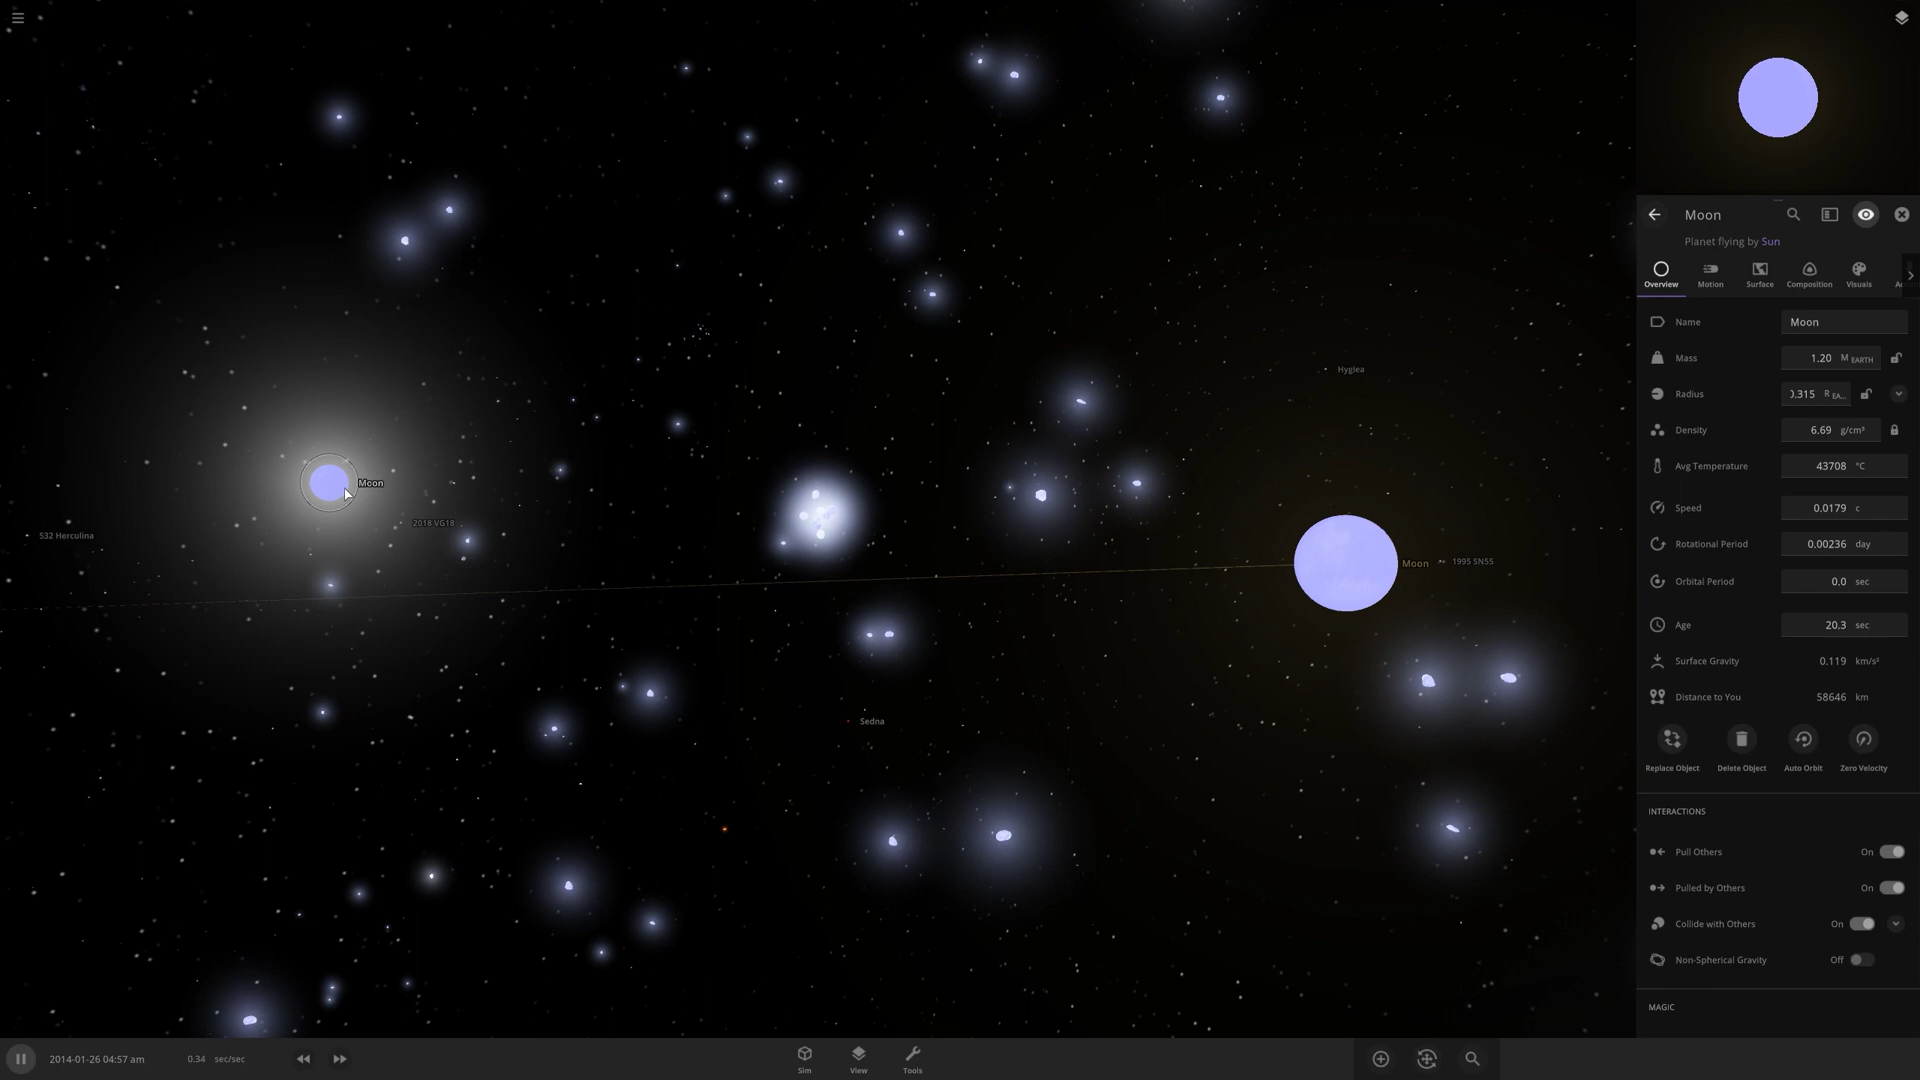 Hygiea
Moon
2018 VG18
532 Herculina
Moon
1995 SN55
Sedna
Moon
Planet flying by Sun
Overview
Motion
Surface
Composition
Visuals
Name Moon
Mass 1.20 M EARTH
Radius 0.315 R EA...
Density 6.69 g/cm³
Avg Temperature 43708 °C
Speed 0.0179 c
Rotational Period 0.00236 day
Orbital Period 0.0 sec
Age 20.3 sec
Surface Gravity 0.119 km/s²
Distance to You 58646 km
Replace Object
Delete Object
Auto Orbit
Zero Velocity
INTERACTIONS
Pull Others On
Pulled by Others On
Collide with Others On
Non-Spherical Gravity Off
MAGIC
2014-01-26 04:57 am
0.34 sec/sec
Sim
View
Tools